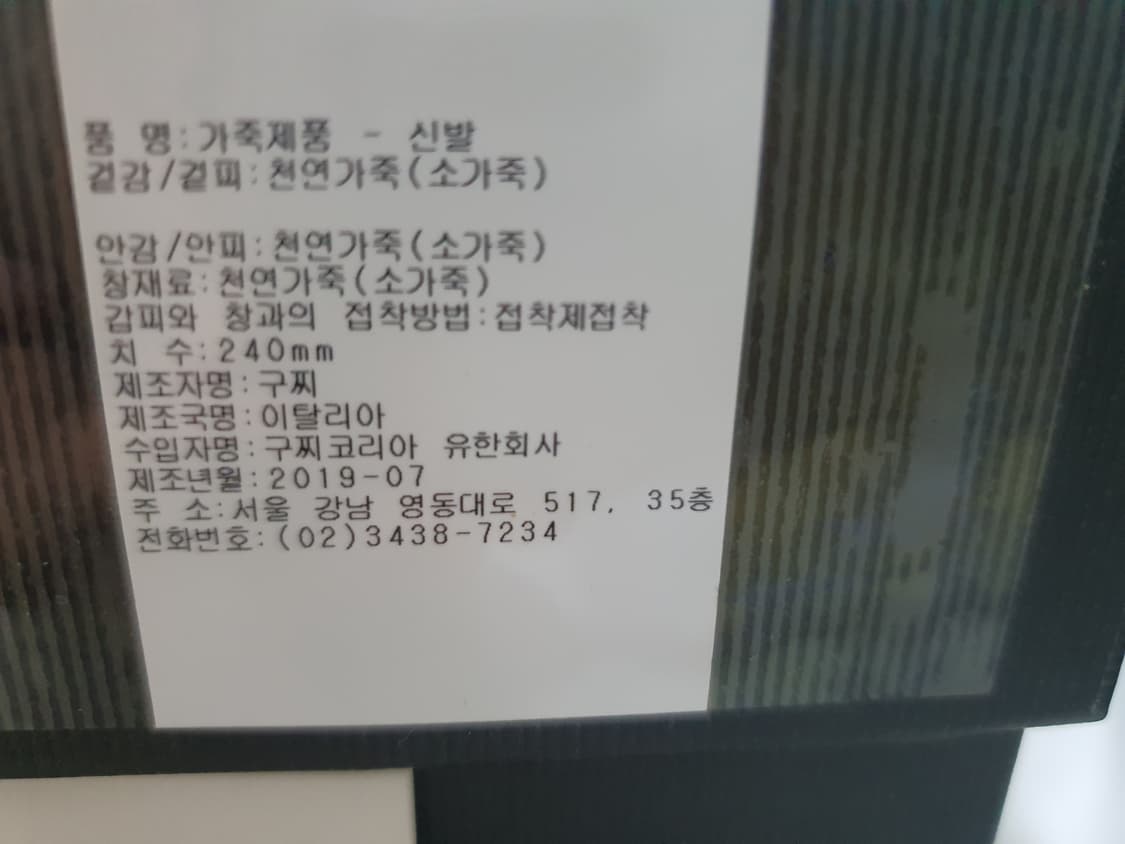 품 명:가죽제품 - 신발
겉감/겉피:천연가죽(소가죽)
안감/안피:천연가죽(소가죽)
창재료:천연가죽(소가죽)
갑피와 창과의 접착방법:접착제접착
치 수:240mm
제조자명:구찌
제조국명:이탈리아
수입자명:구찌코리아 유한회사
제조년월:2019-07
주 소:서울 강남 영동대로 517, 35층
전화번호:(02)3438-7234